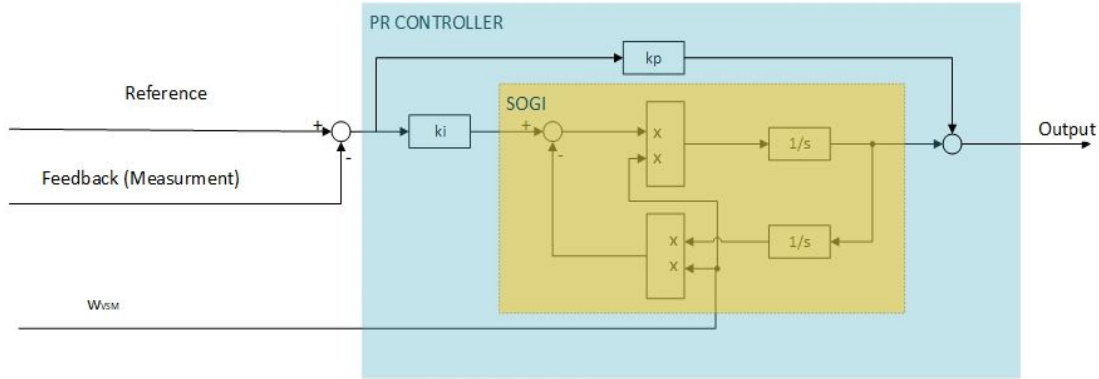 PR CONTROLLER
kp
Reference
SOGI
+
ki
+
x
1/s
Output
-
-
x
Feedback (Measurment)
x
1/s
x
WVSM